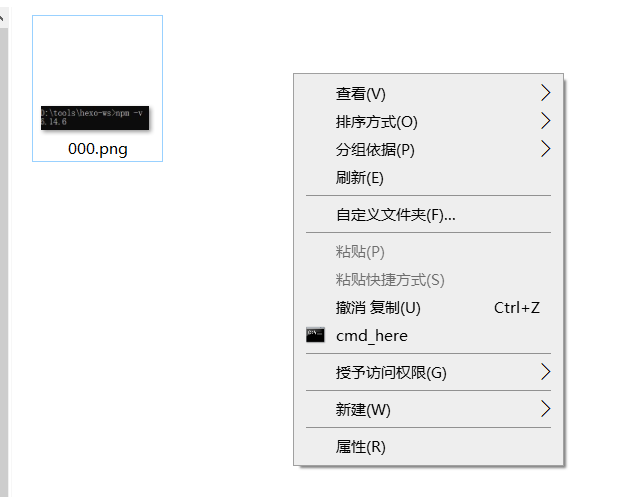 D:\tools\hexo-ws>npm -v
6.14.6
000.png
查看(V)
排序方式(O)
分组依据(P)
刷新(E)
自定义文件夹(F)...
粘贴(P)
粘贴快捷方式(S)
撤消 复制(U) Ctrl+Z
cmd_here
授予访问权限(G)
新建(W)
属性(R)